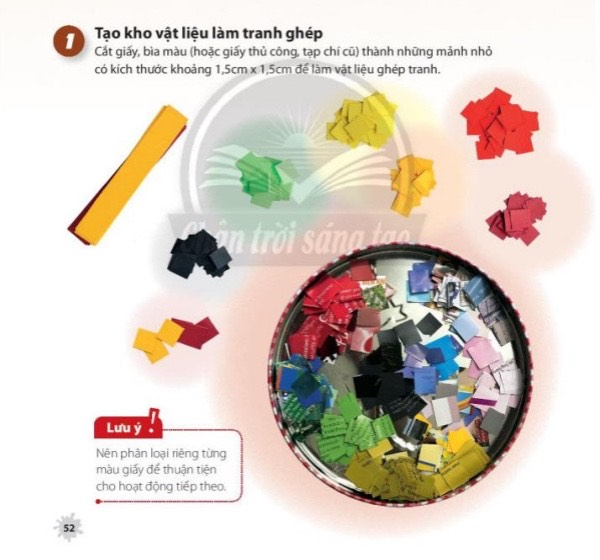 1
Tạo kho vật liệu làm tranh ghép
Cắt giấy, bìa màu (hoặc giấy thủ công, tạp chí cũ) thành những mảnh nhỏ
có kích thước khoảng 1,5cm x 1,5cm để làm vật liệu ghép tranh.
Chân trời sáng tạo
Lưu ý !
Nên phân loại riêng từng
màu giấy để thuận tiện
cho hoạt động tiếp theo.
52